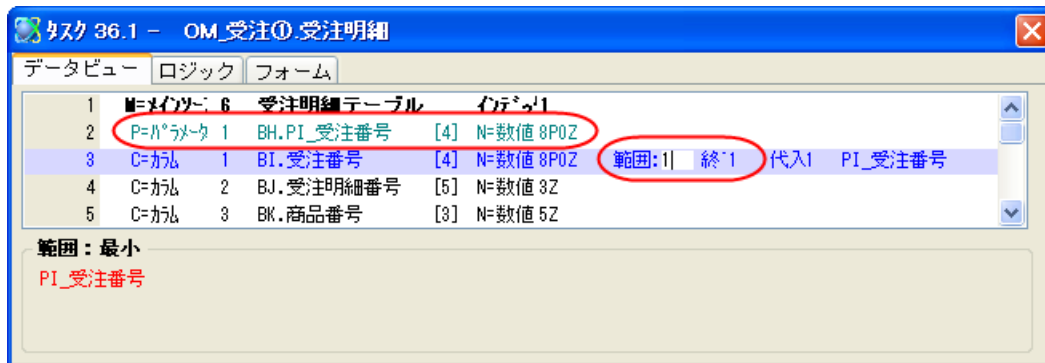 タスク 36.1 － OM_受注①.受注明細
データビュー ロジック フォーム
1 M=メインソー: 6 受注明細テーブル インデックス1
2 P=パラメータ 1 BH.PI_受注番号 [4] N=数値 8P0Z
3 C=カラム 1 BI.受注番号 [4] N=数値 8P0Z 範囲:1 終:1 代入1 PI_受注番号
4 C=カラム 2 BJ.受注明細番号 [5] N=数値 3Z
5 C=カラム 3 BK.商品番号 [3] N=数値 5Z
範囲：最小
PI_受注番号